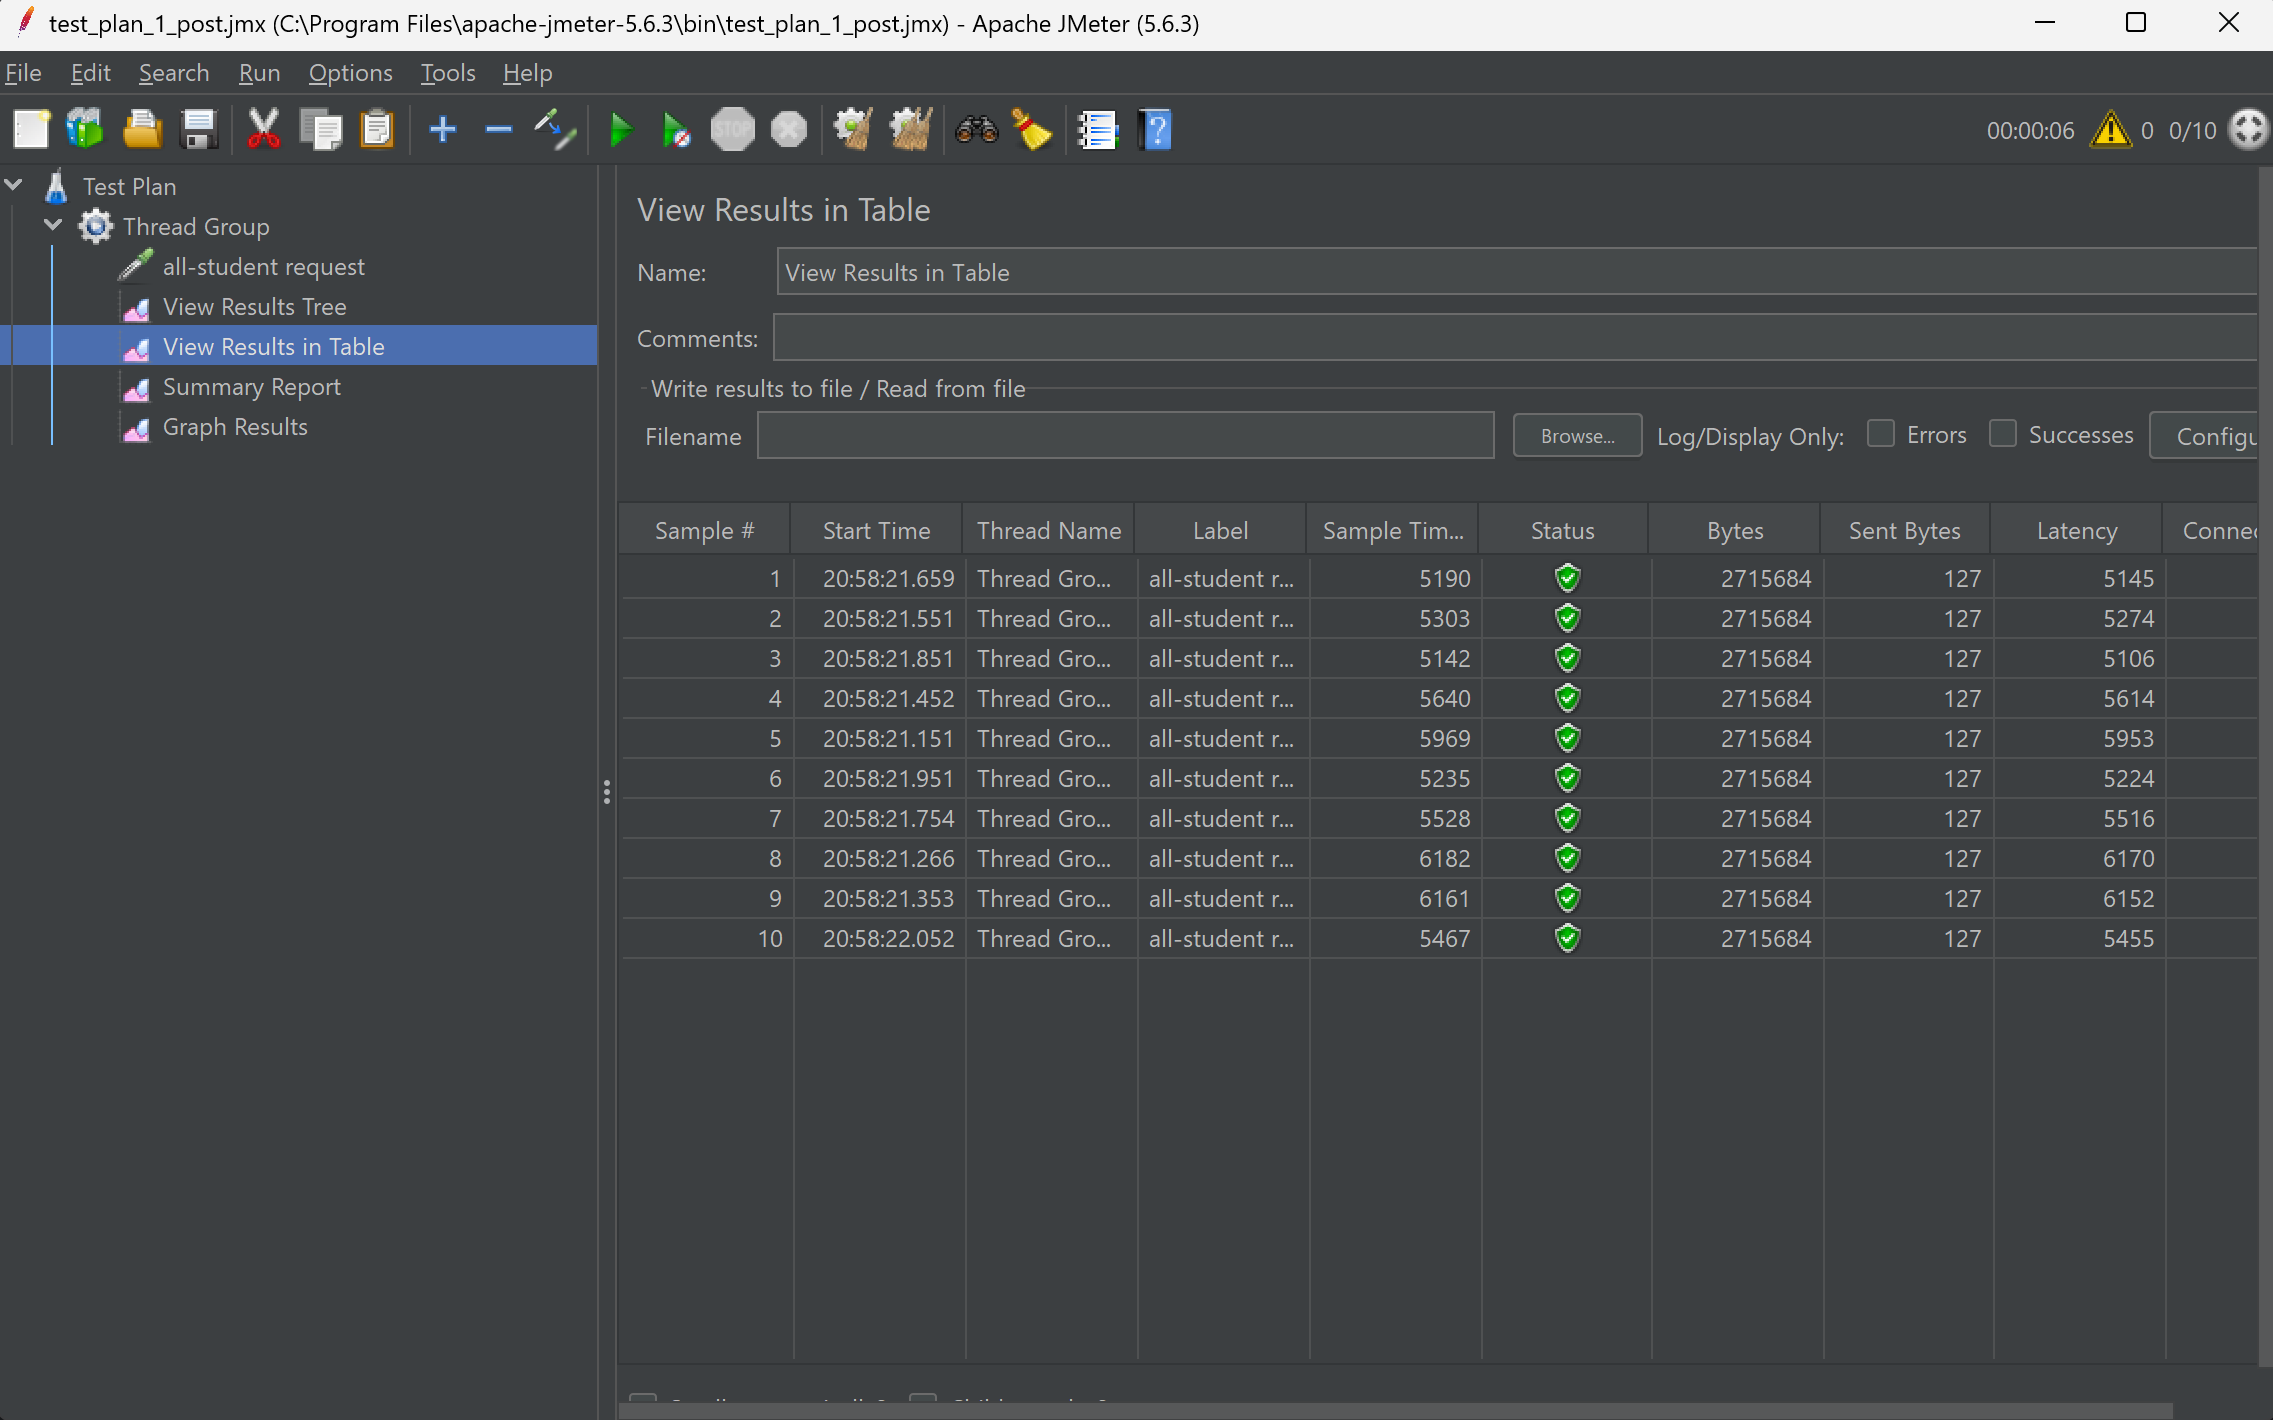 test_plan_1_post.jmx (C:\Program Files\apache-jmeter-5.6.3\bin\test_plan_1_post.jmx) - Apache JMeter (5.6.3)
File Edit Search Run Options Tools Help
STOP
00:00:06 0 0/10
Test Plan
Thread Group
all-student request
View Results Tree
View Results in Table
Summary Report
Graph Results
View Results in Table
Name: View Results in Table
Comments:
Write results to file / Read from file
Filename Browse... Log/Display Only: Errors Successes Configu
Sample # Start Time Thread Name Label Sample Tim... Status Bytes Sent Bytes Latency Connec
1 20:58:21.659 Thread Gro... all-student r... 5190 2715684 127 5145
2 20:58:21.551 Thread Gro... all-student r... 5303 2715684 127 5274
3 20:58:21.851 Thread Gro... all-student r... 5142 2715684 127 5106
4 20:58:21.452 Thread Gro... all-student r... 5640 2715684 127 5614
5 20:58:21.151 Thread Gro... all-student r... 5969 2715684 127 5953
6 20:58:21.951 Thread Gro... all-student r... 5235 2715684 127 5224
7 20:58:21.754 Thread Gro... all-student r... 5528 2715684 127 5516
8 20:58:21.266 Thread Gro... all-student r... 6182 2715684 127 6170
9 20:58:21.353 Thread Gro... all-student r... 6161 2715684 127 6152
10 20:58:22.052 Thread Gro... all-student r... 5467 2715684 127 5455